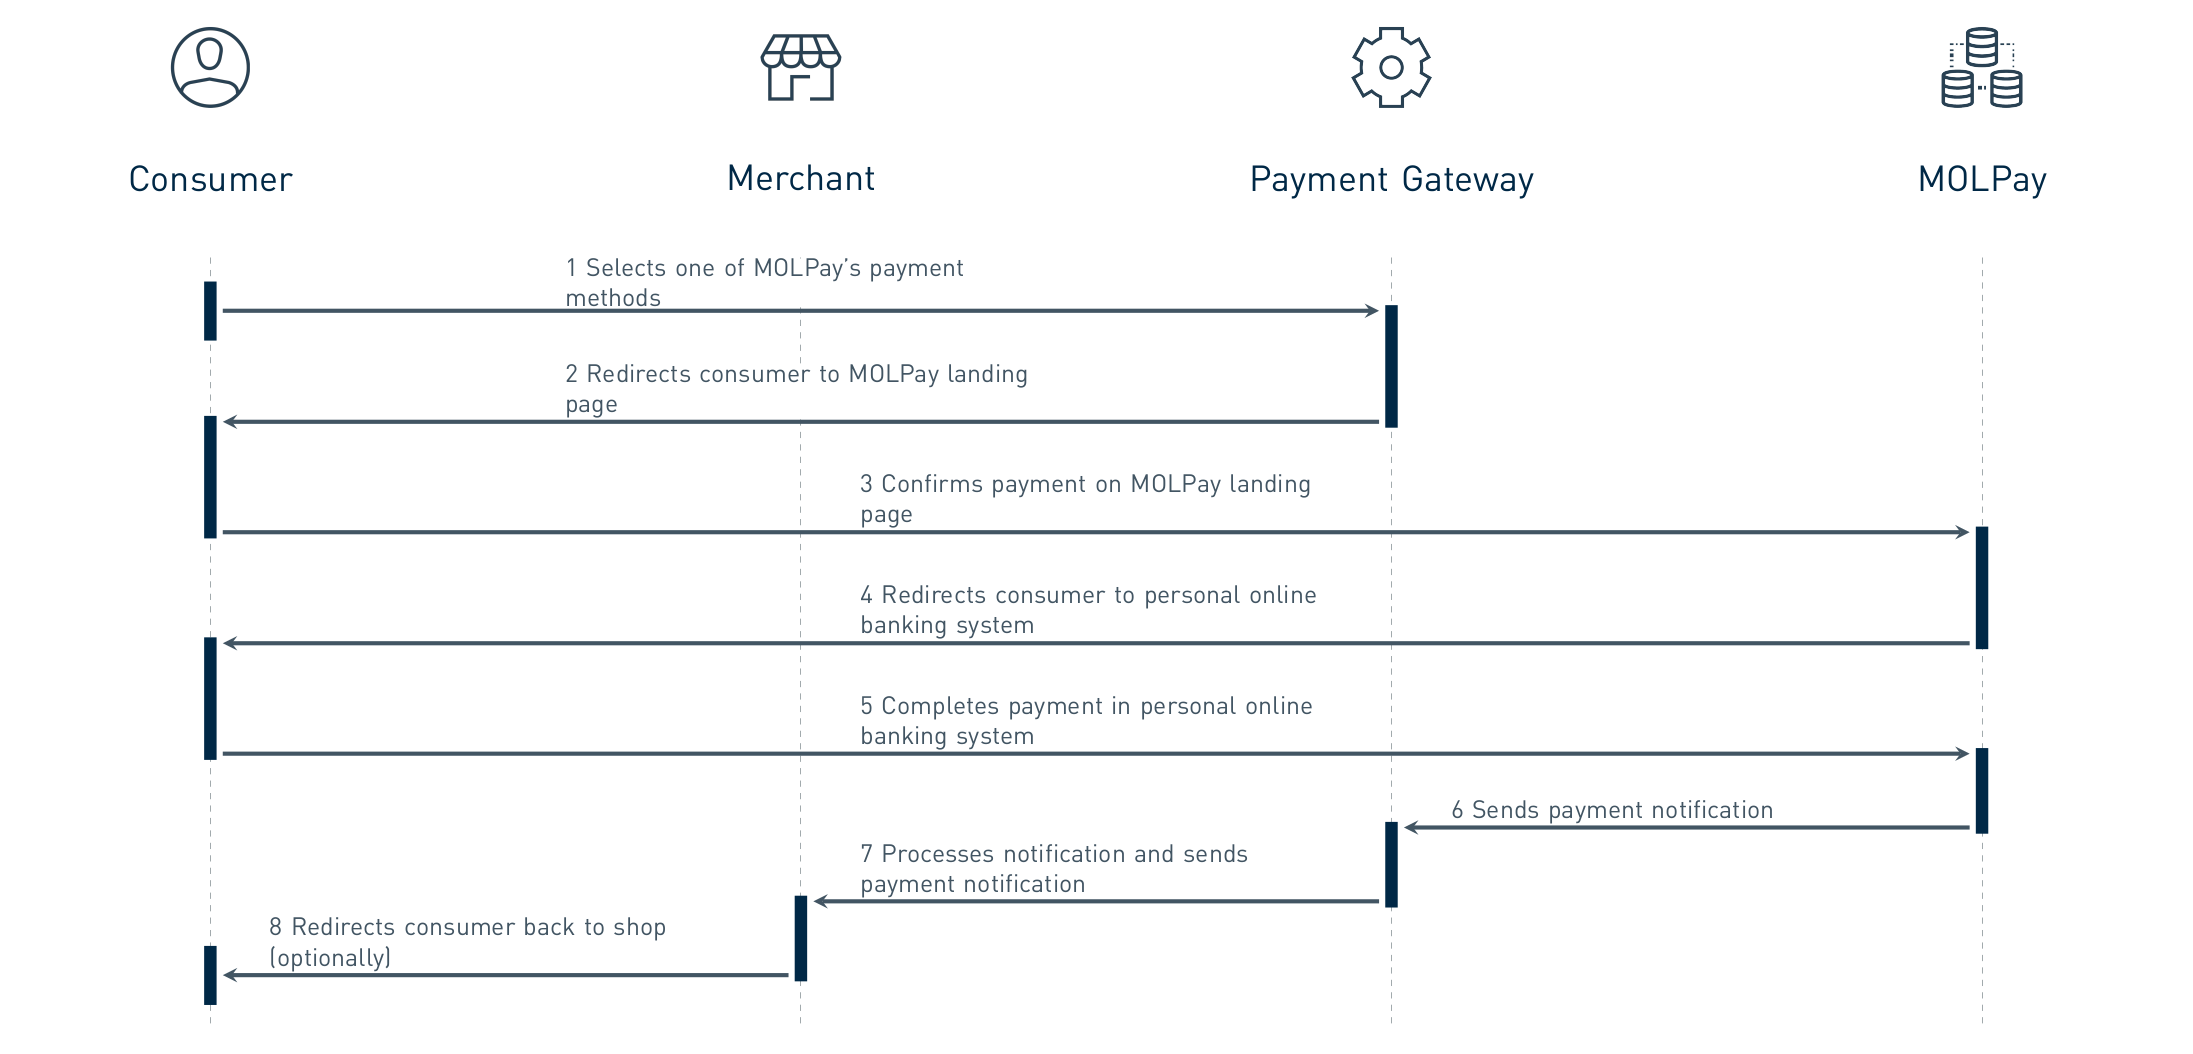 Consumer
Merchant
Payment Gateway
MOLPay
1 Selects one of MOLPay’s payment
methods
2 Redirects consumer to MOLPay landing
page
3 Confirms payment on MOLPay landing
page
4 Redirects consumer to personal online
banking system
5 Completes payment in personal online
banking system
6 Sends payment notification
7 Processes notification and sends
payment notification
8 Redirects consumer back to shop
(optionally)